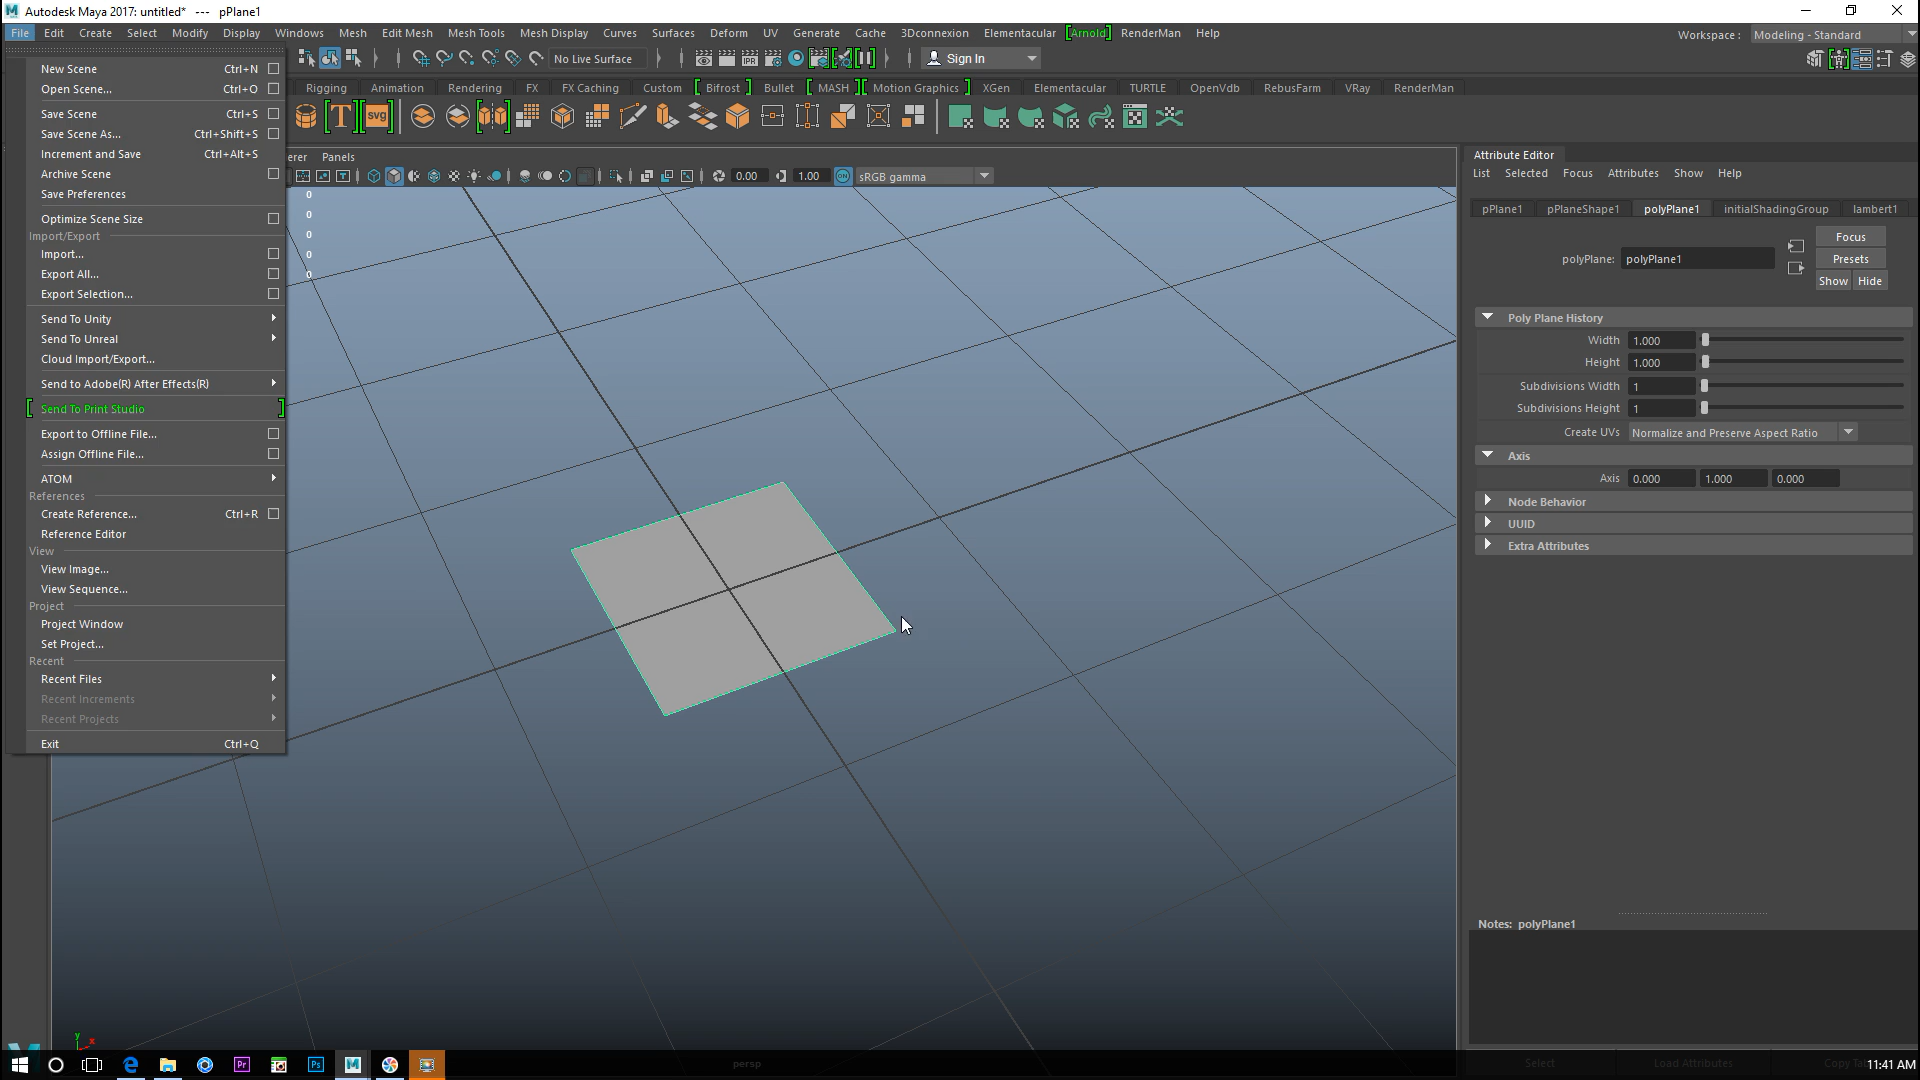 Autodesk Maya 2017: untitled* --- pPlane1
File Edit Create Select Modify Display Windows Mesh Edit Mesh Mesh Tools Mesh Display Curves Surfaces Deform UV Generate Cache 3Dconnexion Elementacular [Arnold] RenderMan Help
Workspace : Modeling - Standard
No Live Surface
IPR
Sign In
Rigging Animation Rendering FX FX Caching Custom Bifrost Bullet MASH Motion Graphics XGen Elementacular TURTLE OpenVdb RebusFarm VRay RenderMan
T svg
New Scene Ctrl+N
Open Scene... Ctrl+O
Save Scene Ctrl+S
Save Scene As... Ctrl+Shift+S
Increment and Save Ctrl+Alt+S
Archive Scene
Save Preferences
Optimize Scene Size
Import/Export
Import...
Export All...
Export Selection...
Send To Unity
Send To Unreal
Cloud Import/Export...
Send to Adobe(R) After Effects(R)
Send To Print Studio
Export to Offline File...
Assign Offline File...
ATOM
References
Create Reference... Ctrl+R
Reference Editor
View
View Image...
View Sequence...
Project
Project Window
Set Project...
Recent
Recent Files
Recent Increments
Recent Projects
Exit Ctrl+Q
erer Panels
0.00 1.00 ON sRGB gamma
0
0
0
0
0
persp
y
x
Attribute Editor
List Selected Focus Attributes Show Help
pPlane1 pPlaneShape1 polyPlane1 initialShadingGroup lambert1
polyPlane: polyPlane1
Focus
Presets
Show Hide
Poly Plane History
Width 1.000
Height 1.000
Subdivisions Width 1
Subdivisions Height 1
Create UVs Normalize and Preserve Aspect Ratio
Axis
Axis 0.000 1.000 0.000
Node Behavior
UUID
Extra Attributes
Notes: polyPlane1
Select Load Attributes
Pr Ps M
11:41 AM